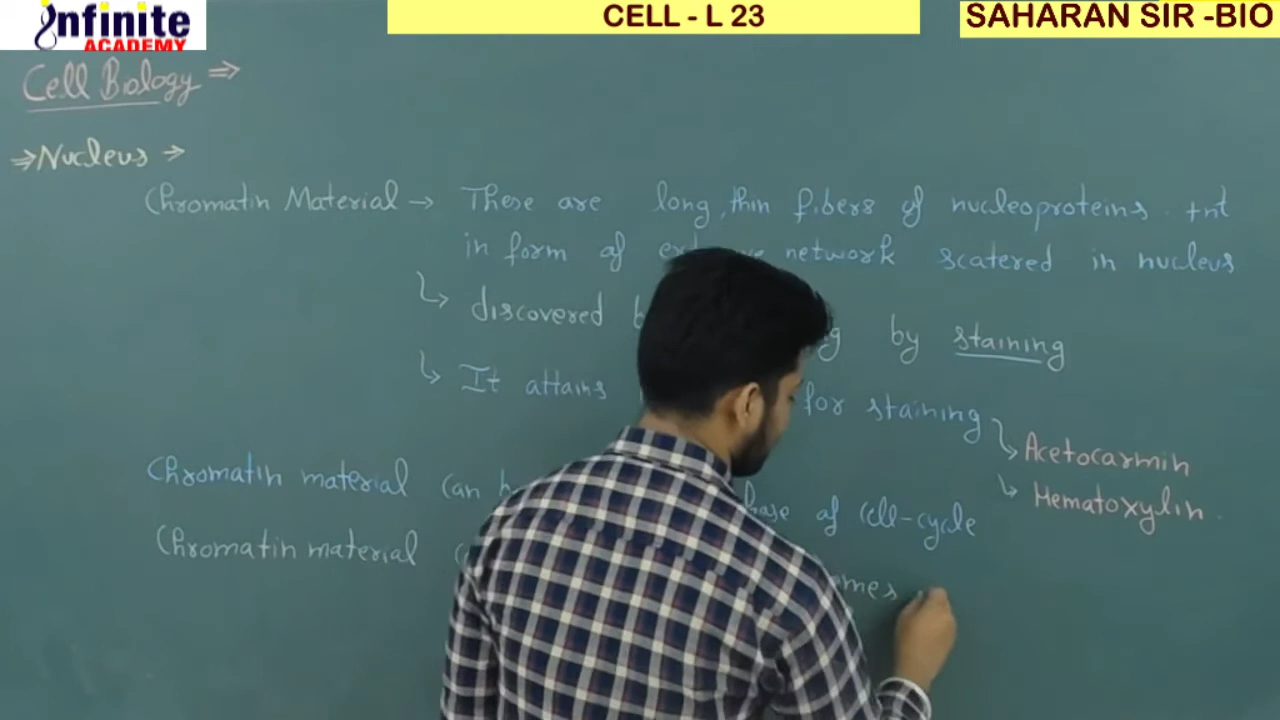 infinite
ACADEMY
CELL - L 23
SAHARAN SIR -BIO
Cell Biology ⇒
⇒Nucleus →
Chromatin Material → These are long, thin fibers of nucleoproteins. +nt
in form of network scatered in nucleus
↳ discovered by staining
↳ It attains for staining
↳ Acetocarmin
↳ Hematoxylin.
Chromatin material can of Cell-cycle
Chromatin material